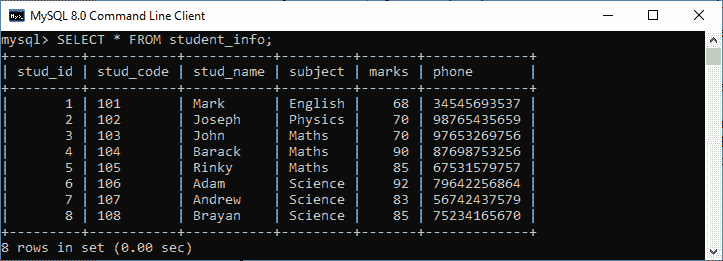 MySQL 8.0 Command Line Client
mysql> SELECT * FROM student_info;
+---------+-----------+-----------+---------+-------+-------------+
| stud_id | stud_code | stud_name | subject | marks | phone       |
+---------+-----------+-----------+---------+-------+-------------+
|       1 | 101       | Mark      | English |    68 | 34545693537 |
|       2 | 102       | Joseph    | Physics |    70 | 98765435659 |
|       3 | 103       | John      | Maths   |    70 | 97653269756 |
|       4 | 104       | Barack    | Maths   |    90 | 87698753256 |
|       5 | 105       | Rinky     | Maths   |    85 | 67531579757 |
|       6 | 106       | Adam      | Science |    92 | 79642256864 |
|       7 | 107       | Andrew    | Science |    83 | 56742437579 |
|       8 | 108       | Brayan    | Science |    85 | 75234165670 |
+---------+-----------+-----------+---------+-------+-------------+
8 rows in set (0.00 sec)